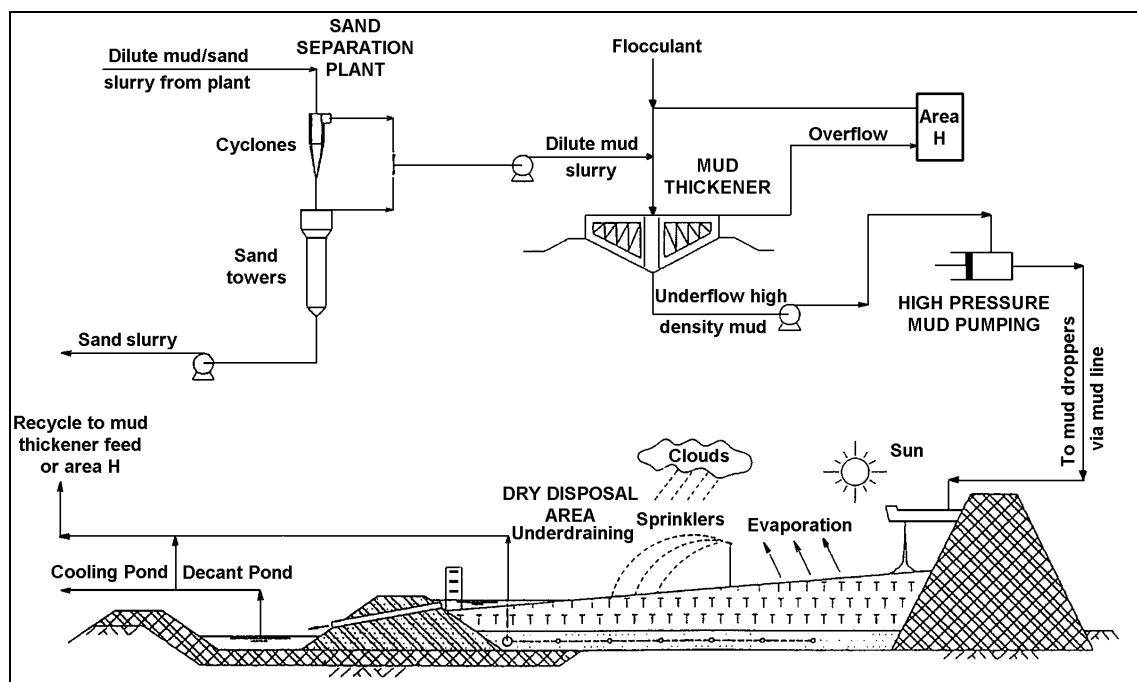 SAND
SEPARATION
PLANT
Dilute mud/sand
slurry from plant
Cyclones
Sand
towers
Sand slurry
Flocculant
Dilute mud
slurry
MUD
THICKENER
Overflow
Area
H
Underflow high
density mud
HIGH PRESSURE
MUD PUMPING
To mud droppers
via mud line
Recycle to mud
thickener feed
or area H
Clouds
Sun
DRY DISPOSAL
AREA
Underdraining
Sprinklers
Evaporation
Cooling Pond
Decant Pond